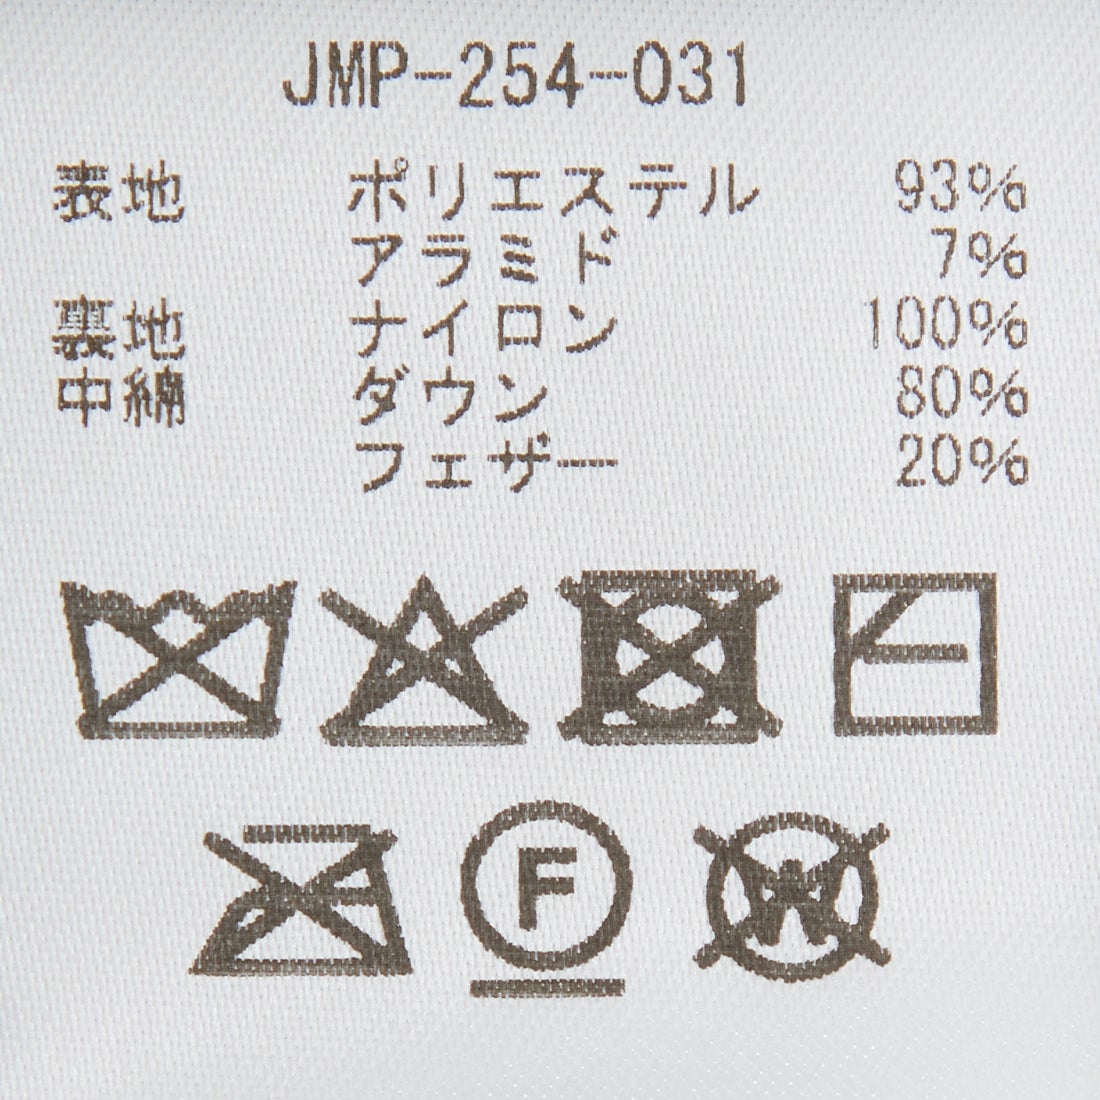 JMP-254-031
表地 ポリエステル 93%
アラミド 7%
裏地 ナイロン 100%
中綿 ダウン 80%
フェザー 20%
F
W